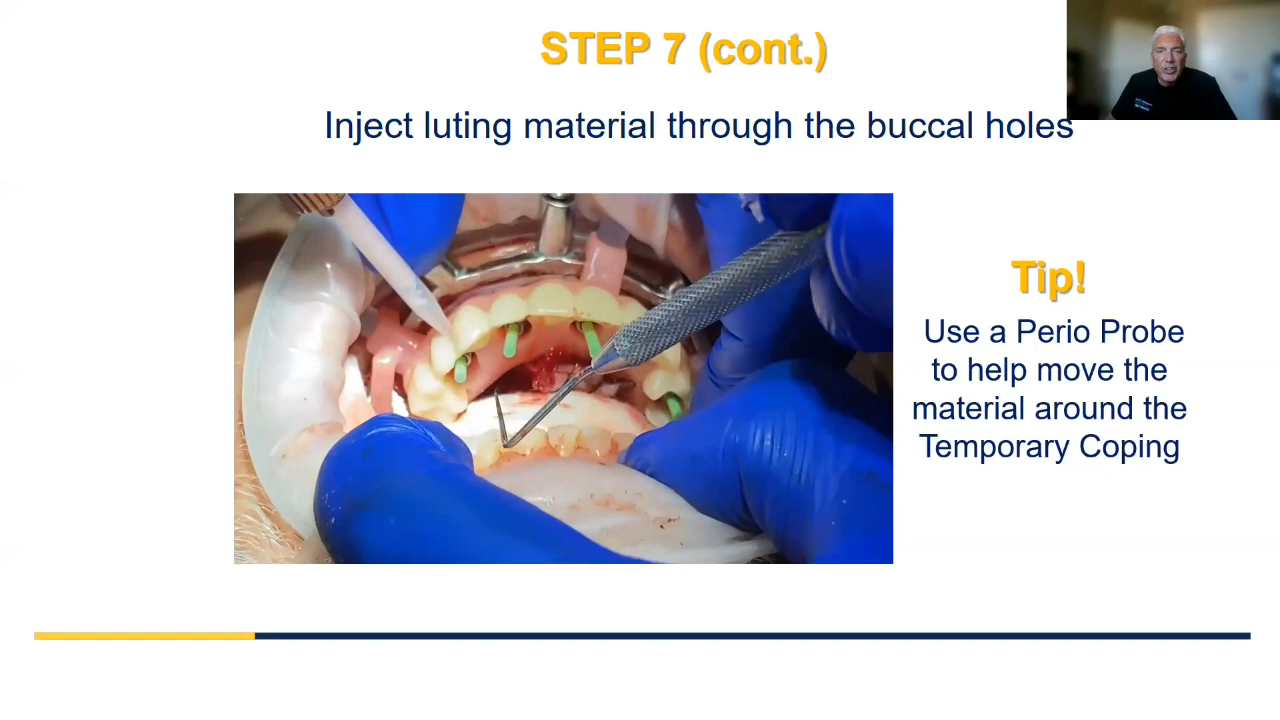 STEP 7 (cont.)
Inject luting material through the buccal holes
Tip!
Use a Perio Probe
to help move the
material around the
Temporary Coping